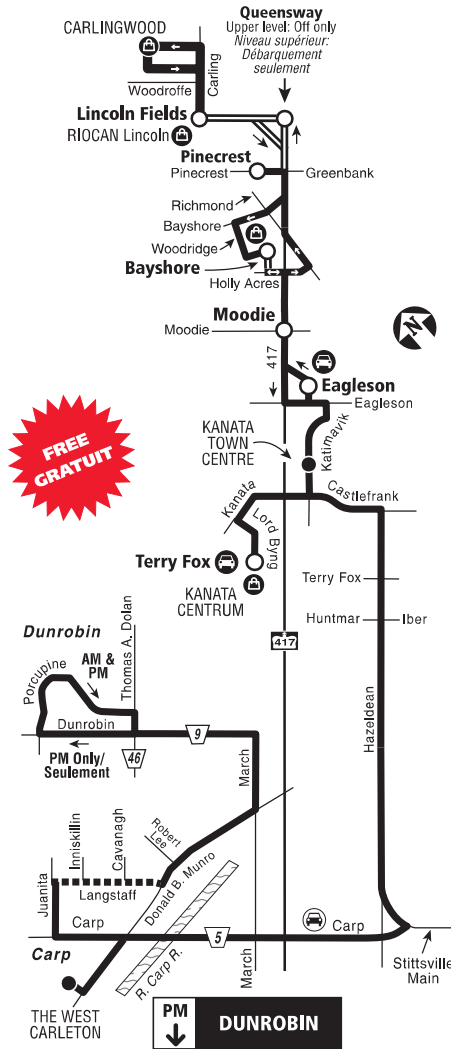 Queensway
Upper level: Off only
Niveau supérieur:
Débarquement
seulement
CARLINGWOOD
Carling
Woodroffe
Lincoln Fields
RIOCAN Lincoln
Pinecrest
Pinecrest
Greenbank
Richmond
Bayshore
Woodridge
Bayshore
Holly Acres
Moodie
Moodie
N
417
Eagleson
Eagleson
FREE
GRATUIT
KANATA
TOWN
CENTRE
Katimavik
Kanata
Castlefrank
Lord Byng
Terry Fox
KANATA
CENTRUM
Terry Fox
Huntmar
Iber
417
Hazeldean
Dunrobin
Thomas A. Dolan
Porcupine
AM &
PM
Dunrobin
9
PM Only/
Seulement
46
March
Robert
Lee
Cavanagh
Inniskillin
Juanita
Langstaff
Donald B. Munro
Carp
5
Carp
Carp
R. Carp R.
March
Stittsville
Main
THE WEST
CARLETON
PM
DUNROBIN